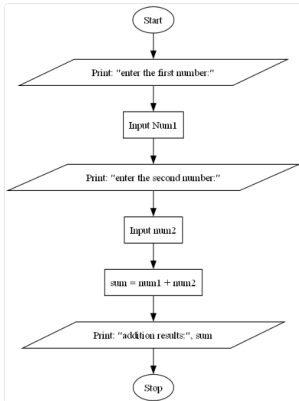 Start
Print: "enter the first number:"
Input Num1
Print: "enter the second number:"
Input num2
sum = num1 + num2
Print: "addition results:", sum
Stop